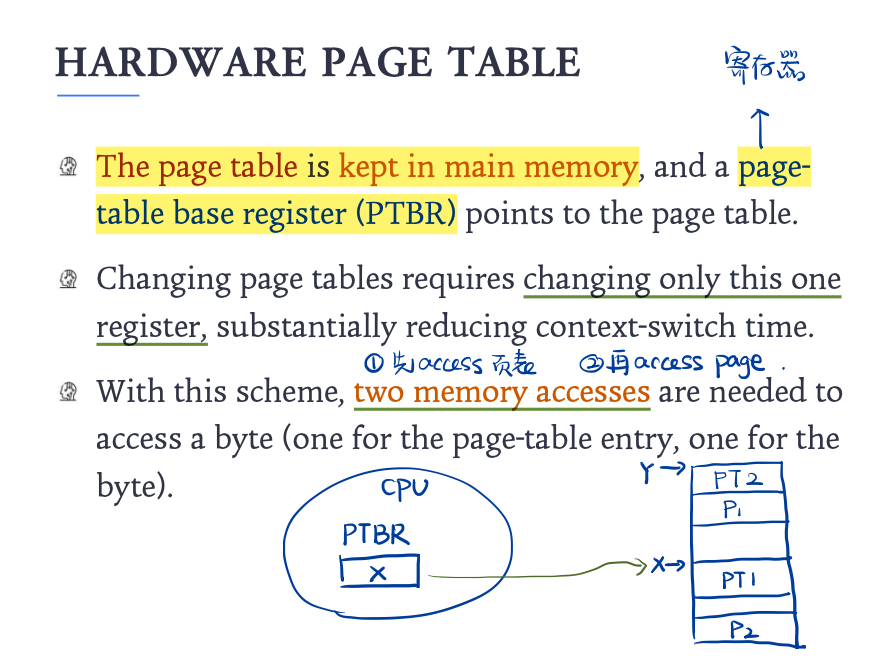 HARDWARE PAGE TABLE
寄存器
The page table is kept in main memory, and a page-
table base register (PTBR) points to the page table.
Changing page tables requires changing only this one
register, substantially reducing context-switch time.
①先access页表 ②再access page.
With this scheme, two memory accesses are needed to
access a byte (one for the page-table entry, one for the
byte).
CPU
PTBR
X
Y
PT2
P1
X
PT1
P2